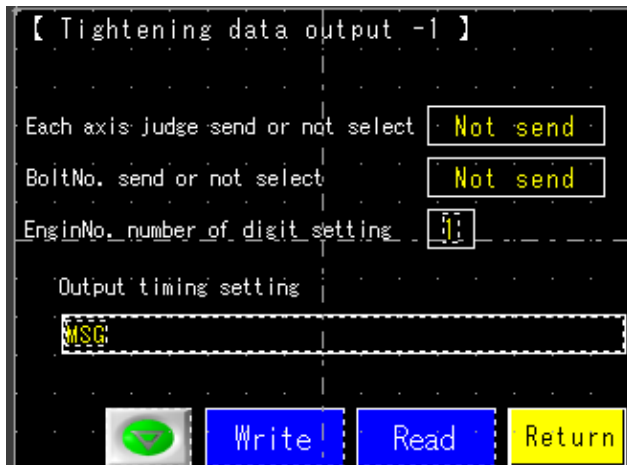 【 Tightening data output -1 】
Each axis judge send or not select Not send
BoltNo. send or not select Not send
EnginNo. number of digit setting 1
Output timing setting
MSG
Write Read Return